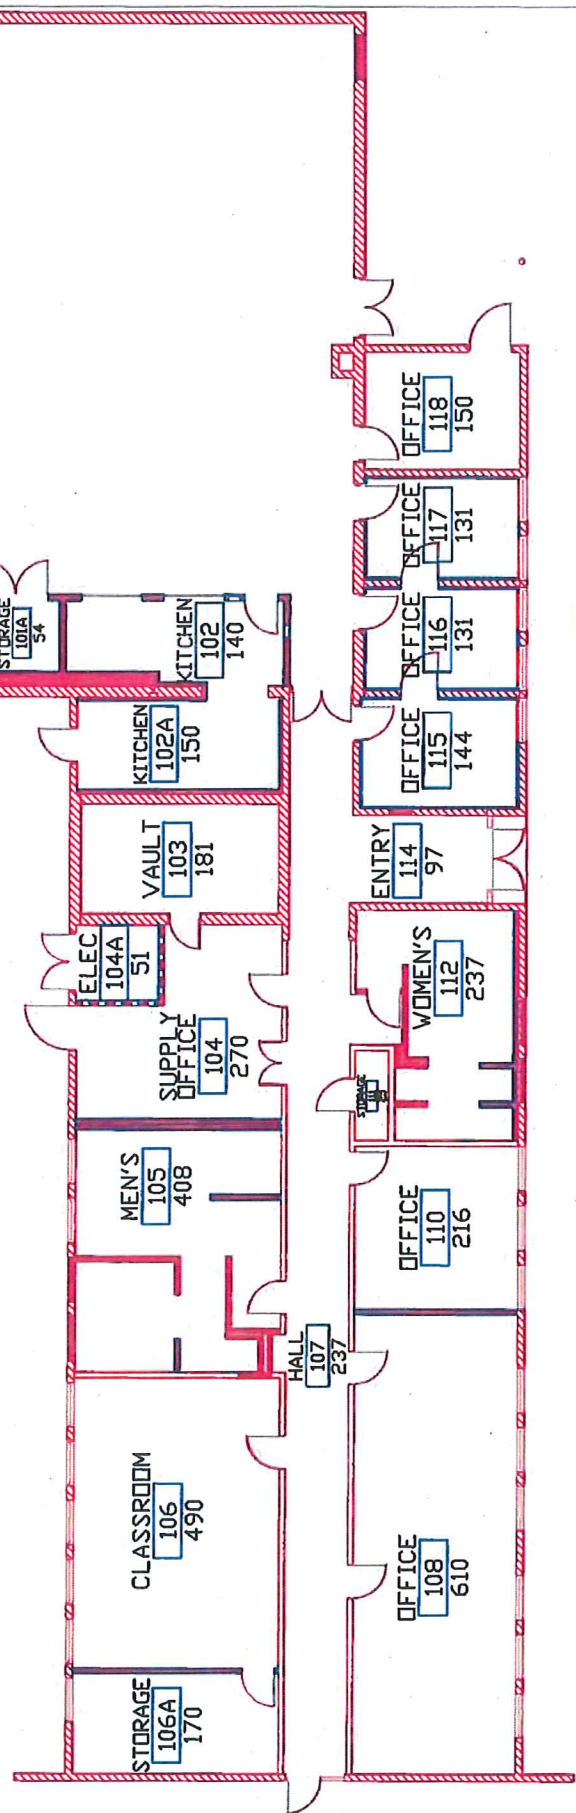 OFFICE
118
150
OFFICE
117
131
OFFICE
116
131
STORAGE
101A
54
KITCHEN
102
140
KITCHEN
102A
150
OFFICE
115
144
VAULT
103
181
ENTRY
114
97
ELEC
104A
51
WOMEN'S
112
237
SUPPLY
OFFICE
104
270
STORAGE
MEN'S
105
408
OFFICE
110
216
HALL
107
237
CLASSROOM
106
490
OFFICE
108
610
STORAGE
106A
170